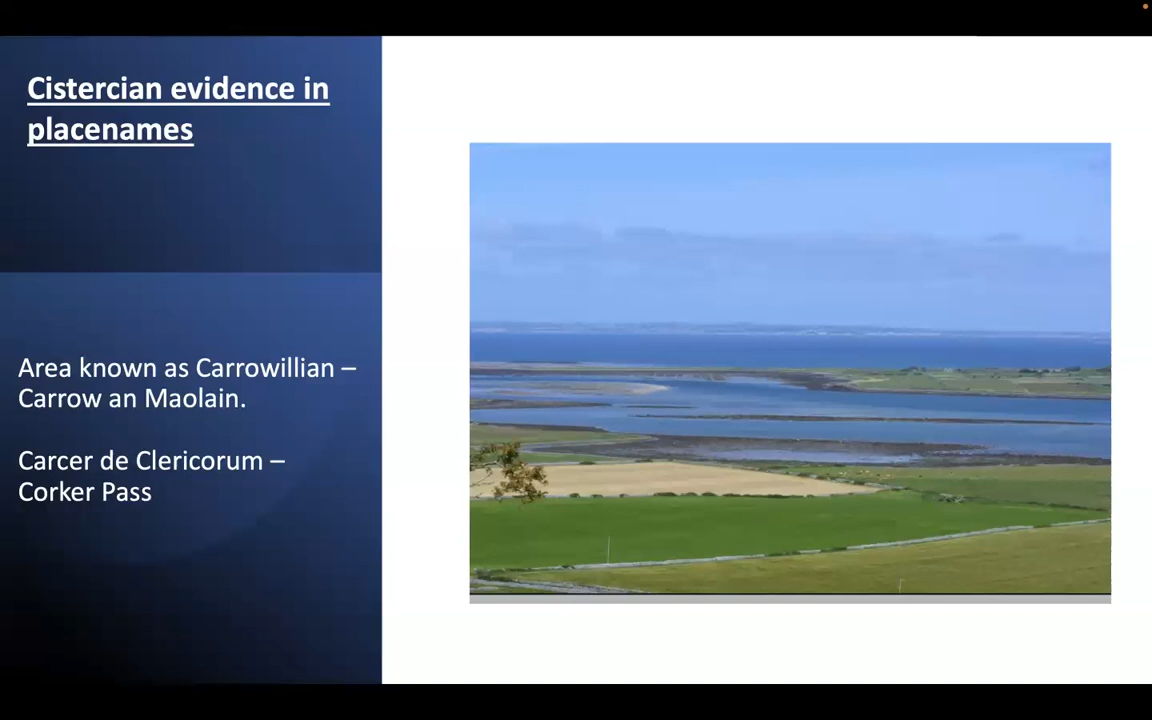 Cistercian evidence in
placenames
Area known as Carrowillian –
Carrow an Maolain.
Carcer de Clericorum –
Corker Pass